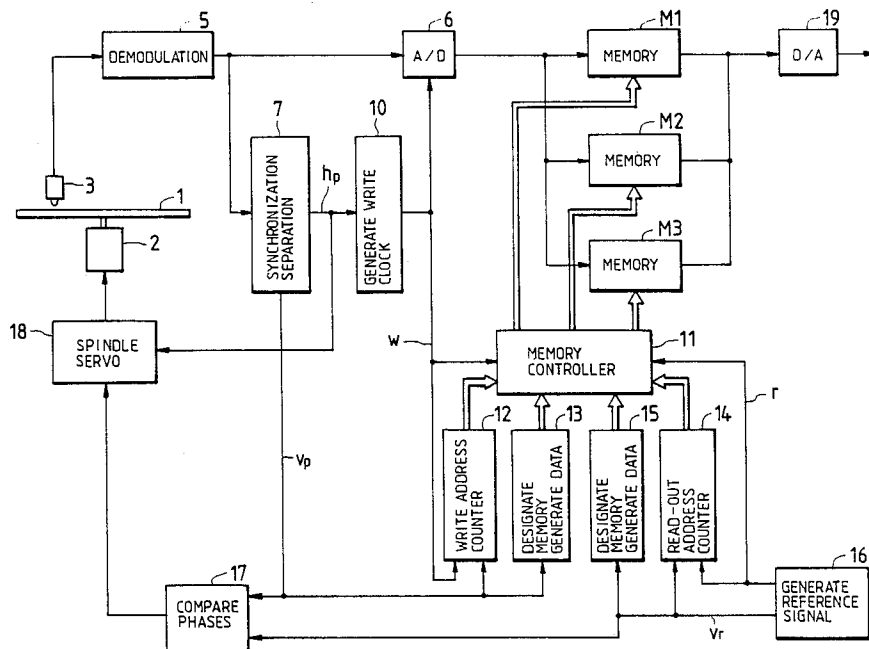 5
DEMODULATION
6
A/D
M1
MEMORY
19
D/A
7
SYNCHRONIZATION
SEPARATION
hp
10
GENERATE WRITE
CLOCK
M2
MEMORY
3
1
2
M3
MEMORY
18
SPINDLE
SERVO
W
MEMORY
CONTROLLER
11
r
Vp
12
WRITE ADDRESS
COUNTER
13
DESIGNATE
MEMORY
GENERATE DATA
15
DESIGNATE
MEMORY
GENERATE DATA
14
READ-OUT
ADDRESS
COUNTER
16
GENERATE
REFERENCE
SIGNAL
17
COMPARE
PHASES
Vr